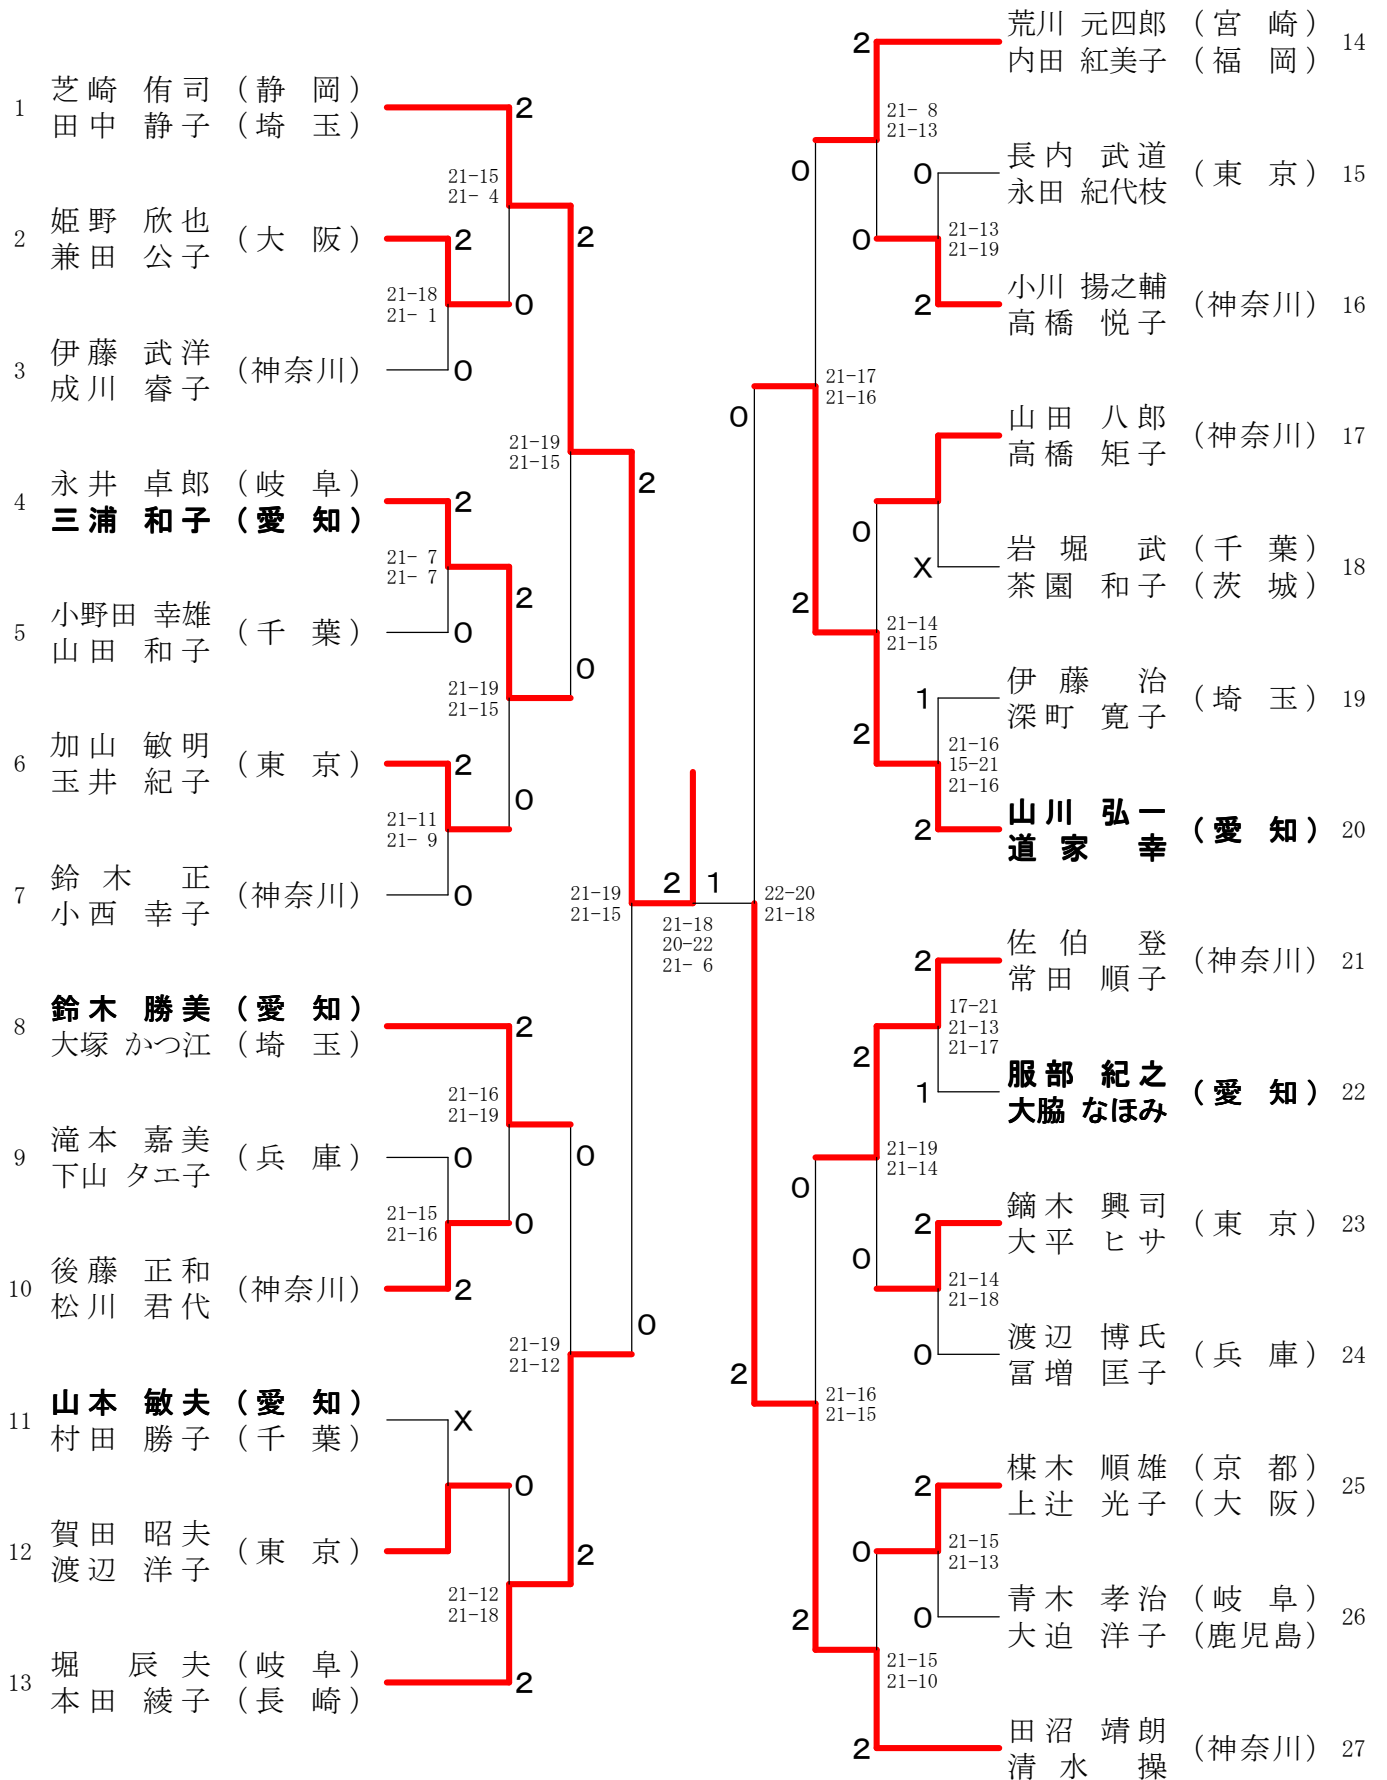 1 芝崎 侑司 (静岡) 2
田中 静子 (埼玉)
21-15
21- 4
2 姫野 欣也 (大阪) 2
兼田 公子
2
21-18
21- 1
0
3 伊藤 武洋 (神奈川) 0
成川 睿子
21-19
21-15
2
4 永井 卓郎 (岐阜) 2
三浦 和子 (愛知)
21- 7
21- 7
2
5 小野田 幸雄 (千葉) 0
山田 和子
0
21-19
21-15
6 加山 敏明 (東京) 2
玉井 紀子
0
21-11
21- 9
7 鈴木 正 (神奈川) 0
小西 幸子
21-19
21-15
8 鈴木 勝美 (愛知) 2
大塚 かつ江 (埼玉)
21-16
21-19
9 滝本 嘉美 (兵庫) 0
下山 タエ子
0
21-15
21-16
0
10 後藤 正和 (神奈川) 2
松川 君代
0
21-19
21-12
11 山本 敏夫 (愛知) X
村田 勝子 (千葉)
0
12 賀田 昭夫 (東京)
渡辺 洋子
2
21-12
21-18
13 堀 辰夫 (岐阜) 2
本田 綾子 (長崎)
2 1
21-18
20-22
21- 6
2 荒川 元四郎 (宮崎) 14
内田 紅美子 (福岡)
21- 8
21-13
0
0 長内 武道 (東京) 15
永田 紀代枝
0
21-13
21-19
2 小川 揚之輔 (神奈川) 16
高橋 悦子
21-17
21-16
0
山田 八郎 (神奈川) 17
高橋 矩子
0
X 岩堀 武 (千葉) 18
茶園 和子 (茨城)
2
21-14
21-15
1 伊藤 治 (埼玉) 19
深町 寛子
2
21-16
15-21
21-16
2 山川 弘一 (愛知) 20
道家 幸
22-20
21-18
2 佐伯 登 (神奈川) 21
常田 順子
17-21
21-13
21-17
2
1 服部 紀之 (愛知) 22
大脇 なほみ
21-19
21-14
0
2 鏑木 興司 (東京) 23
大平 ヒサ
0
21-14
21-18
0 渡辺 博氏 (兵庫) 24
冨増 匡子
2
21-16
21-15
2 楳木 順雄 (京都) 25
上辻 光子 (大阪)
0
21-15
21-13
0 青木 孝治 (岐阜) 26
大迫 洋子 (鹿児島)
2
21-15
21-10
2 田沼 靖朗 (神奈川) 27
清水 操